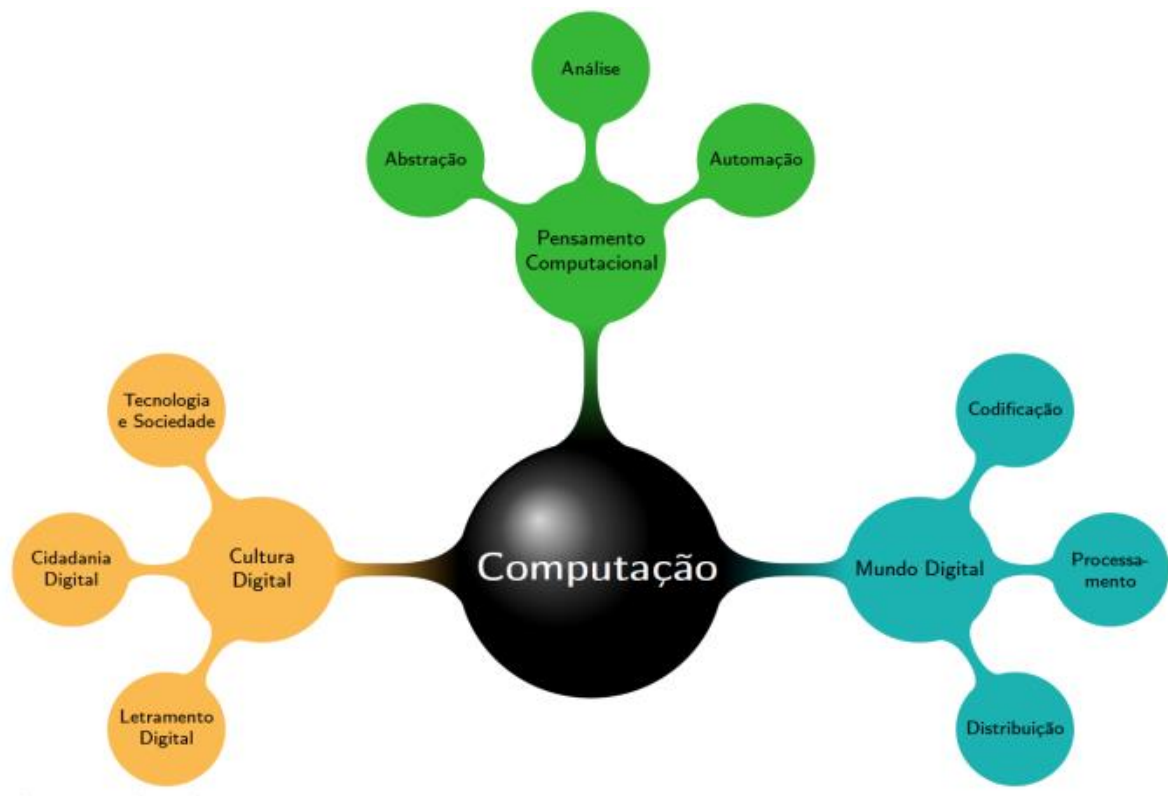 Análise
Abstração
Automação
Pensamento
Computacional
Tecnologia
e Sociedade
Cidadania
Digital
Cultura
Digital
Letramento
Digital
Computação
Codificação
Mundo Digital
Processa-
mento
Distribuição